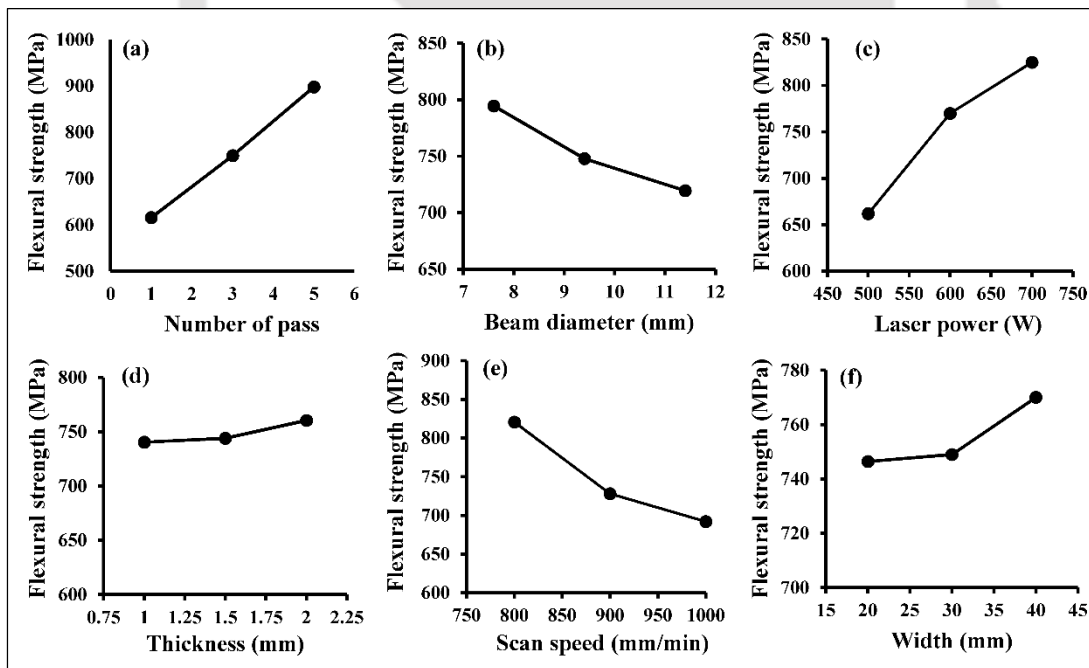 (a)
Flexural strength (MPa)
1000
900
800
700
600
500
0 1 2 3 4 5 6
Number of pass
(b)
Flexural strength (MPa)
850
800
750
700
650
7 8 9 10 11 12
Beam diameter (mm)
(c)
Flexural strength (MPa)
850
800
750
700
650
600
450 500 550 600 650 700 750
Laser power (W)
(d)
Flexural strength (MPa)
800
750
700
650
600
0.75 1 1.25 1.5 1.75 2 2.25
Thickness (mm)
(e)
Flexural strength (MPa)
900
850
800
750
700
650
600
750 800 850 900 950 1000
Scan speed (mm/min)
(f)
Flexural strength (MPa)
780
760
740
720
700
15 20 25 30 35 40 45
Width (mm)